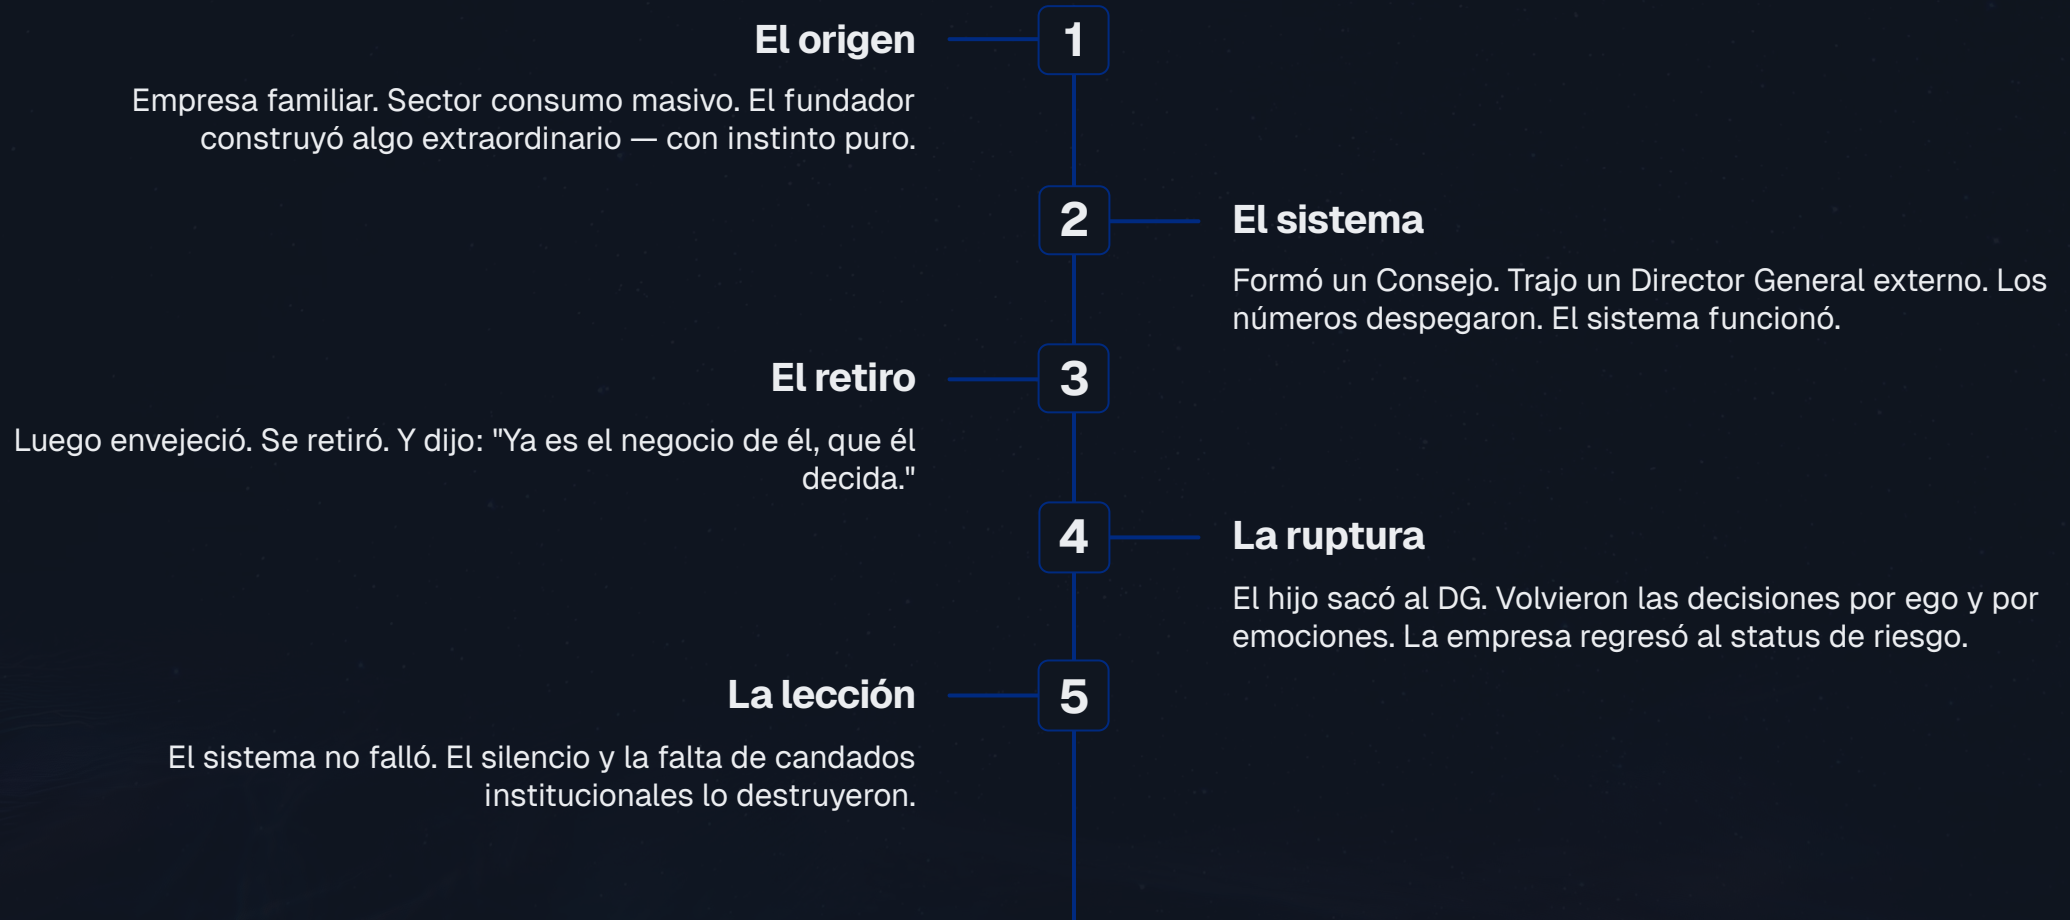 El origen
1
Empresa familiar. Sector consumo masivo. El fundador
construyó algo extraordinario — con instinto puro.
2
El sistema
Formó un Consejo. Trajo un Director General externo. Los
números despegaron. El sistema funcionó.
El retiro
3
Luego envejeció. Se retiró. Y dijo: "Ya es el negocio de él, que él
decida."
4
La ruptura
El hijo sacó al DG. Volvieron las decisiones por ego y por
emociones. La empresa regresó al status de riesgo.
La lección
5
El sistema no falló. El silencio y la falta de candados
institucionales lo destruyeron.